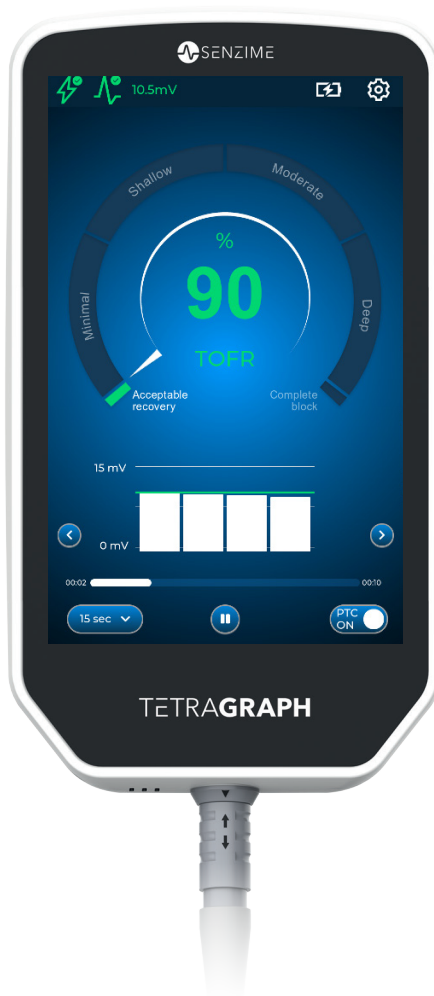 SENZIME
10.5mV
Shallow
Moderate
Minimal
Deep
%
90
TOFR
Acceptable
recovery
Complete
block
15 mV
0 mV
00:02
00:10
15 sec
PTC
ON
TETRAGRAPH